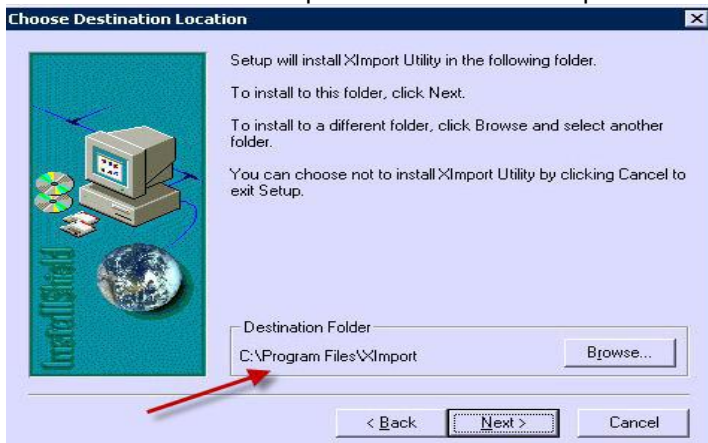 Choose Destination Location
Setup will install XImport Utility in the following folder.
To install to this folder, click Next.
To install to a different folder, click Browse and select another
folder.
You can choose not to install XImport Utility by clicking Cancel to
exit Setup.
InstallShield
Destination Folder
C:\Program Files\XImport
Browse...
< Back
Next >
Cancel